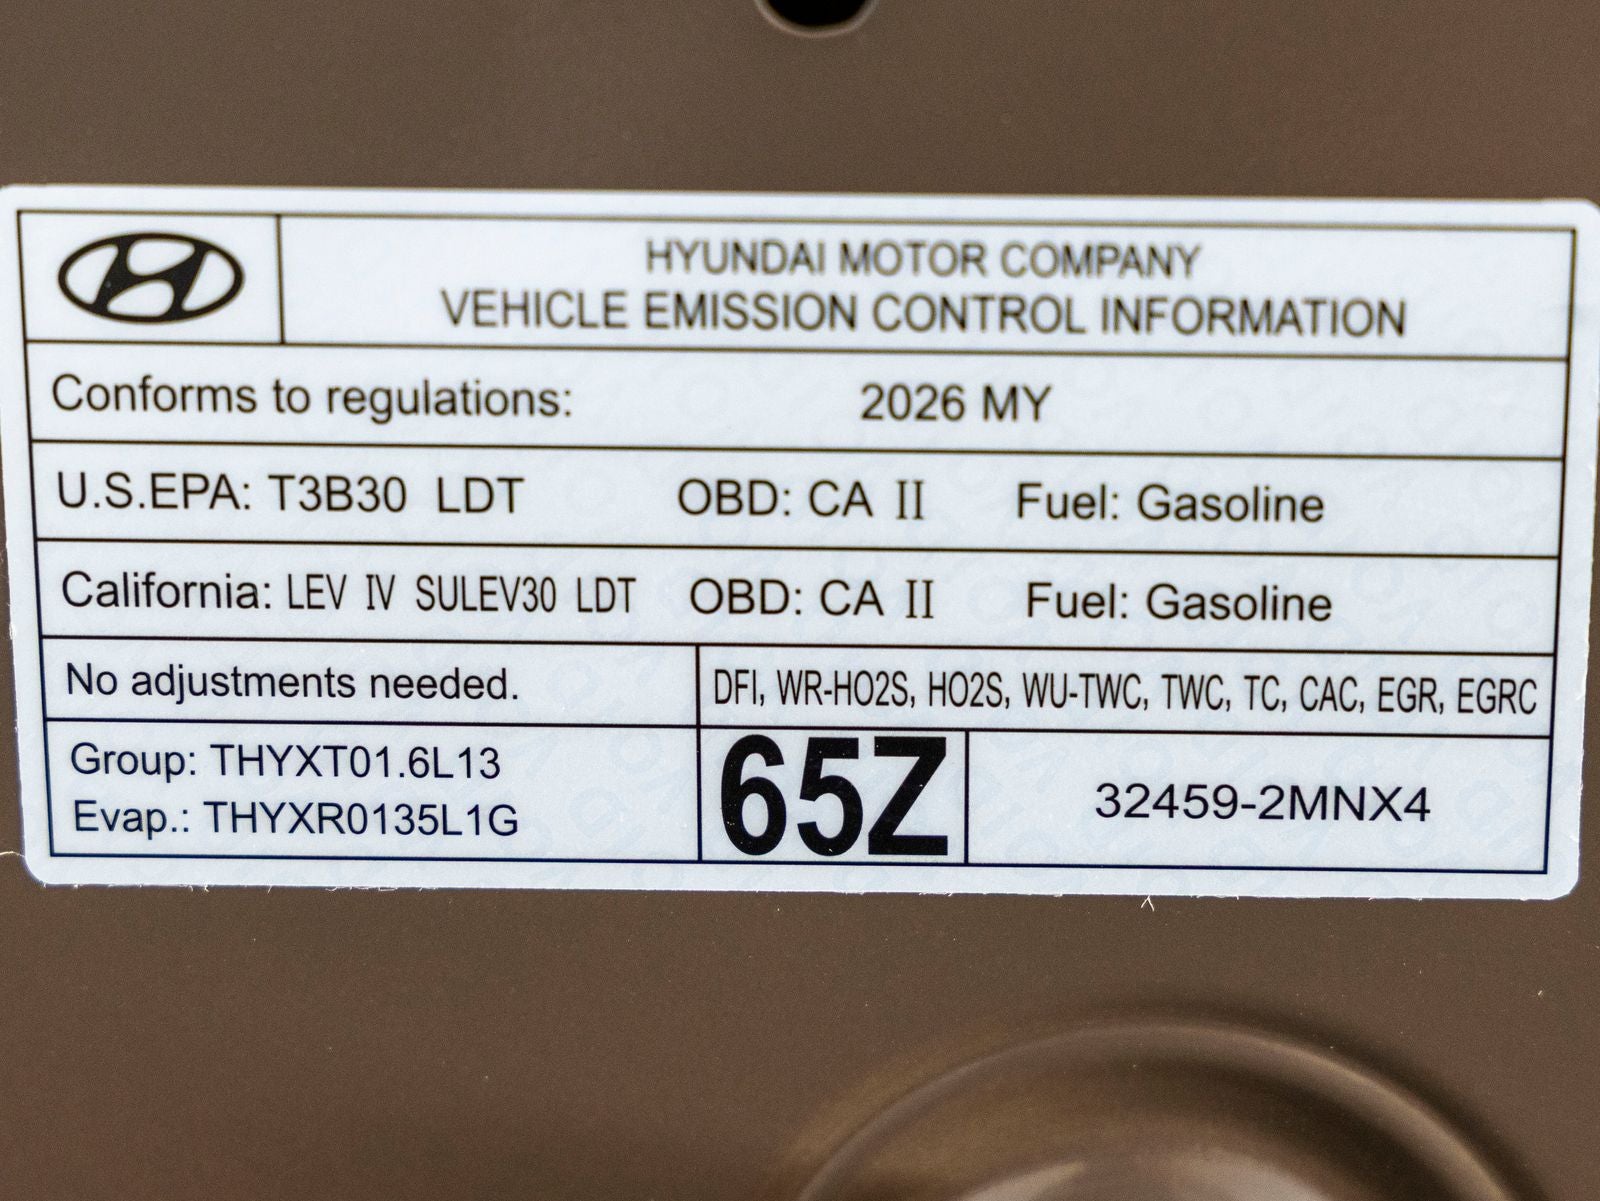 HYUNDAI MOTOR COMPANY
VEHICLE EMISSION CONTROL INFORMATION
Conforms to regulations: 2026 MY
U.S.EPA: T3B30 LDT OBD: CA II Fuel: Gasoline
California: LEV IV SULEV30 LDT OBD: CA II Fuel: Gasoline
No adjustments needed. DFI, WR-HO2S, HO2S, WU-TWC, TWC, TC, CAC, EGR, EGRC
Group: THYXT01.6L13
Evap.: THYXR0135L1G
65Z
32459-2MNX4